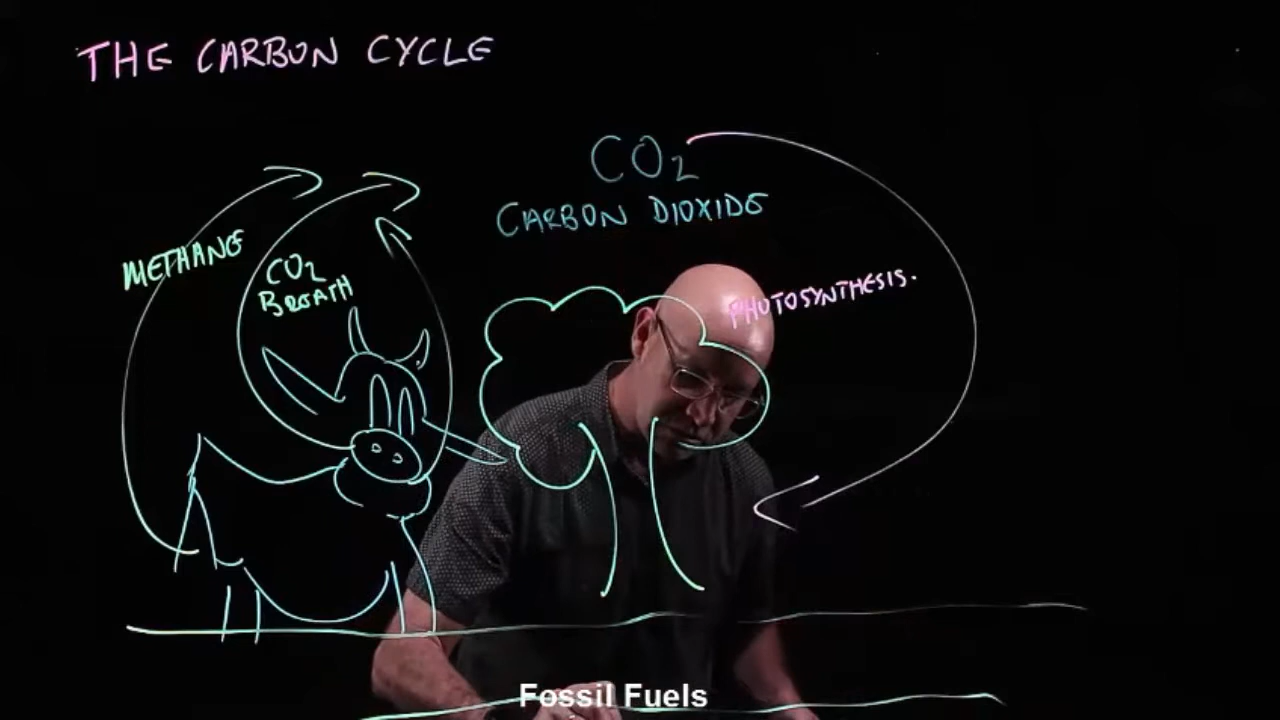 THE CARBON CYCLE
CO2
CARBON DIOXIDE
METHANE
CO2
BREATH
PHOTOSYNTHESIS.
Fossil Fuels